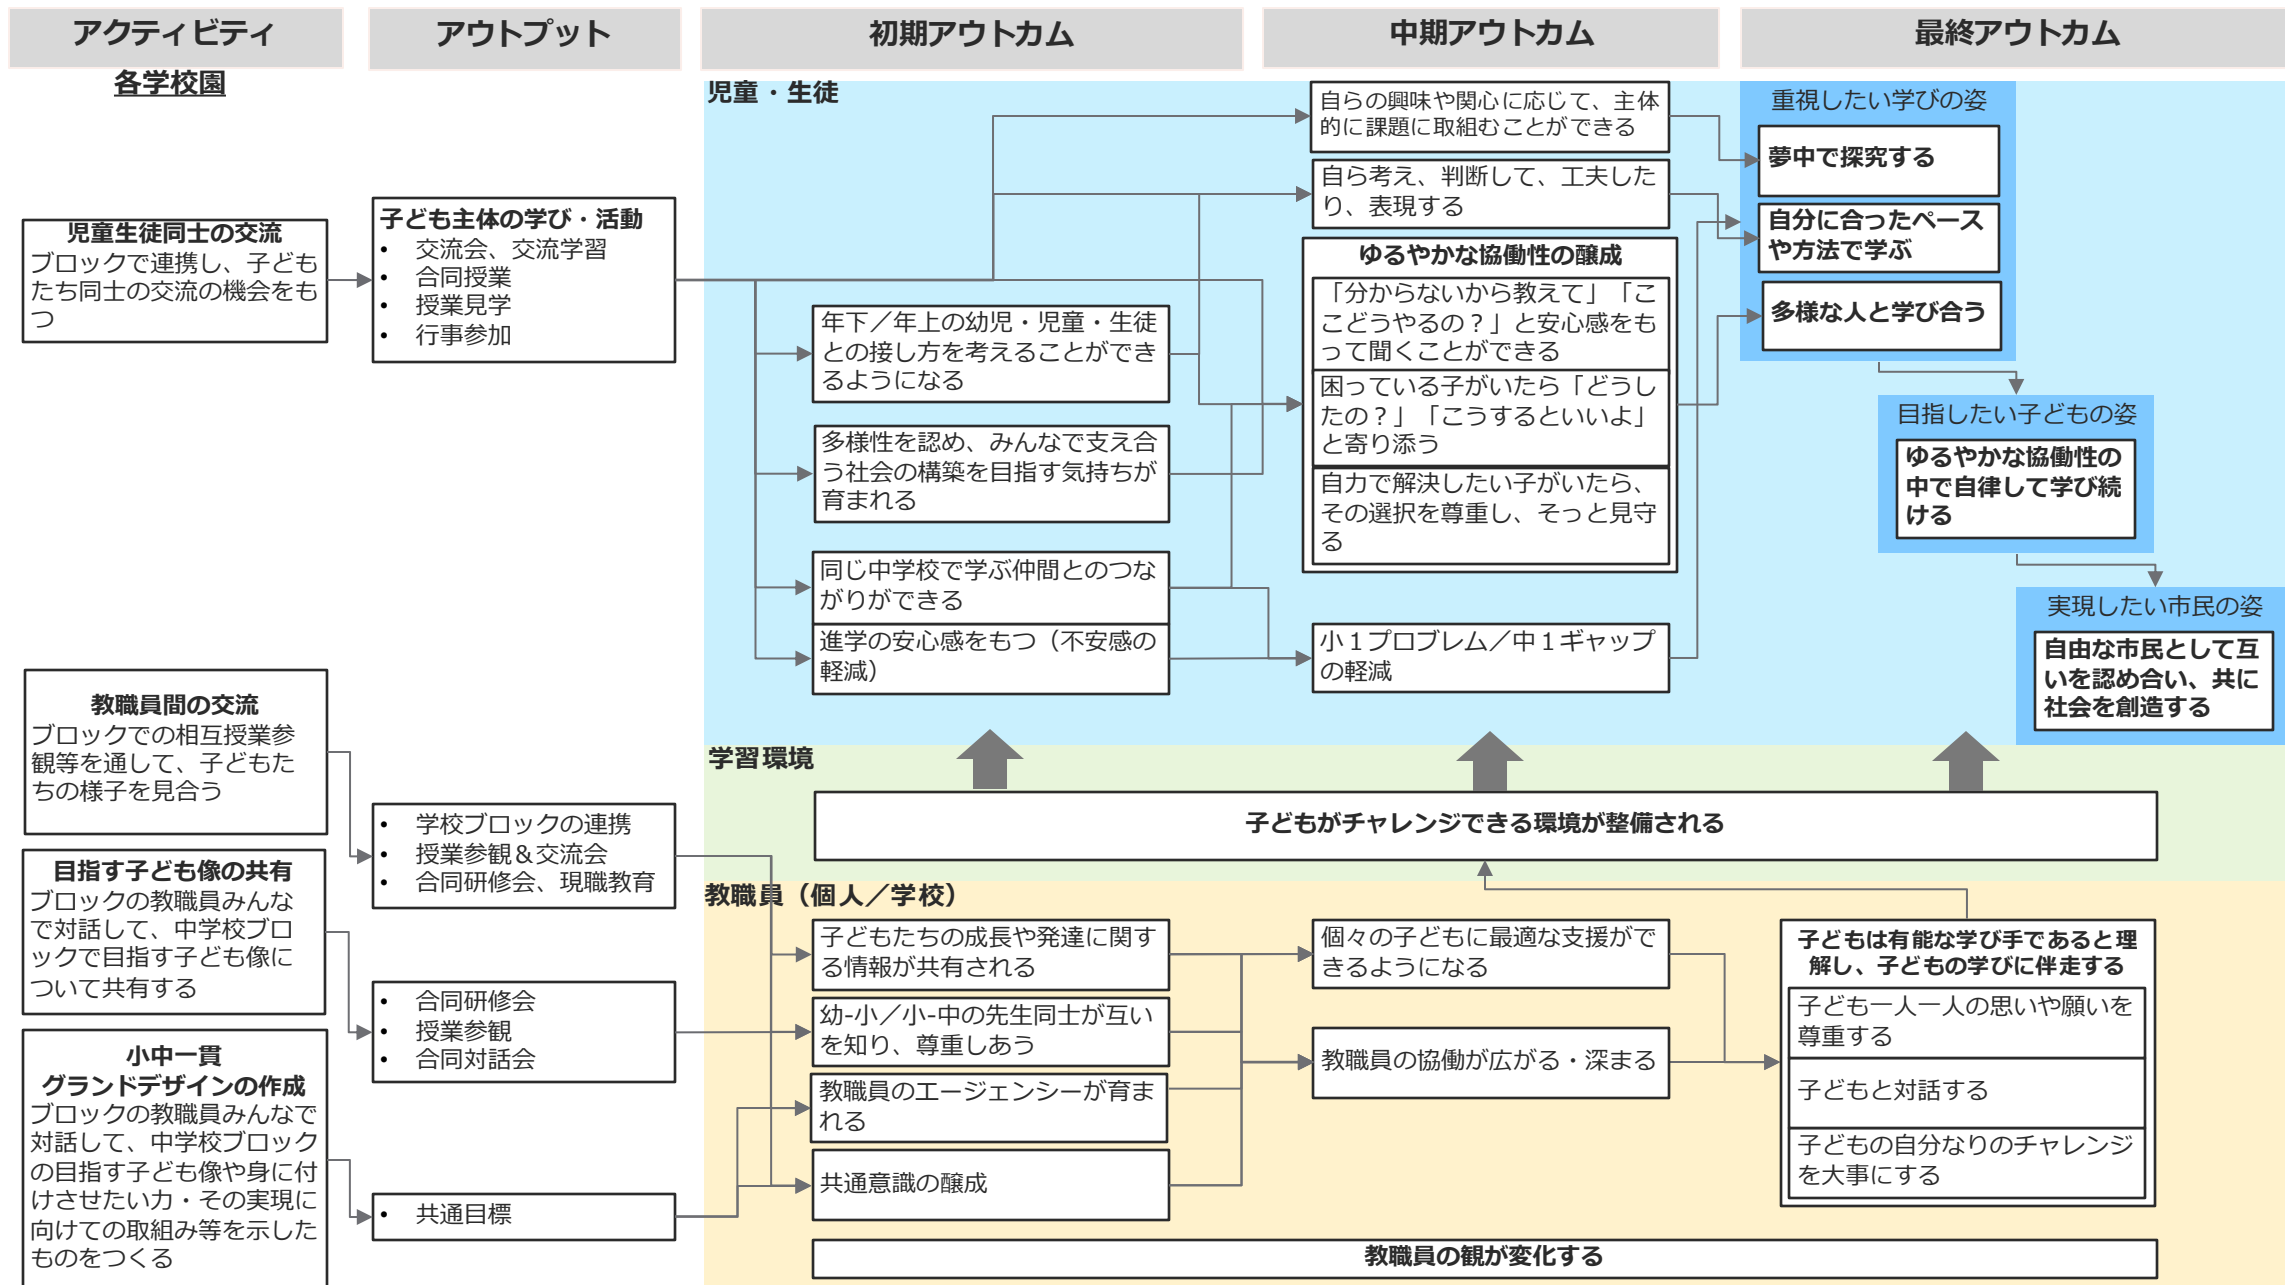 アクティビティ
アウトプット
初期アウトカム
中期アウトカム
最終アウトカム
各学校園
児童生徒同士の交流
ブロックで連携し、子ども
たち同士の交流の機会をも
つ
教職員間の交流
ブロックでの相互授業参
観等を通して、子どもた
ちの様子を見合う
目指す子ども像の共有
ブロックの教職員みんな
で対話して、中学校ブロ
ックで目指す子ども像に
ついて共有する
小中一貫
グランドデザインの作成
ブロックの教職員みんなで
対話して、中学校ブロック
の目指す子ども像や身に付
けさせたい力・その実現に
向けての取組み等を示した
ものをつくる
子ども主体の学び・活動
• 交流会、交流学習
• 合同授業
• 授業見学
• 行事参加
• 学校ブロックの連携
• 授業参観＆交流会
• 合同研修会、現職教育
• 合同研修会
• 授業参観
• 合同対話会
• 共通目標
児童・生徒
年下／年上の幼児・児童・生徒
との接し方を考えることができ
るようになる
多様性を認め、みんなで支え合
う社会の構築を目指す気持ちが
育まれる
同じ中学校で学ぶ仲間とのつな
がりができる
進学の安心感をもつ（不安感の
軽減）
自らの興味や関心に応じて、主体
的に課題に取組むことができる
自ら考え、判断して、工夫した
り、表現する
ゆるやかな協働性の醸成
「分からないから教えて」「こ
こどうやるの？」と安心感をも
って聞くことができる
困っている子がいたら「どうし
たの？」「こうするといいよ」
と寄り添う
自力で解決したい子がいたら、
その選択を尊重し、そっと見守
る
小１プロブレム／中１ギャップ
の軽減
重視したい学びの姿
夢中で探究する
自分に合ったペース
や方法で学ぶ
多様な人と学び合う
目指したい子どもの姿
ゆるやかな協働性の
中で自律して学び続
ける
実現したい市民の姿
自由な市民として互
いを認め合い、共に
社会を創造する
学習環境
子どもがチャレンジできる環境が整備される
教職員（個人／学校）
子どもたちの成長や発達に関す
る情報が共有される
幼-小／小-中の先生同士が互い
を知り、尊重しあう
教職員のエージェンシーが育ま
れる
共通意識の醸成
個々の子どもに最適な支援がで
きるようになる
教職員の協働が広がる・深まる
子どもは有能な学び手であると理
解し、子どもの学びに伴走する
子ども一人一人の思いや願いを
尊重する
子どもと対話する
子どもの自分なりのチャレンジ
を大事にする
教職員の観が変化する